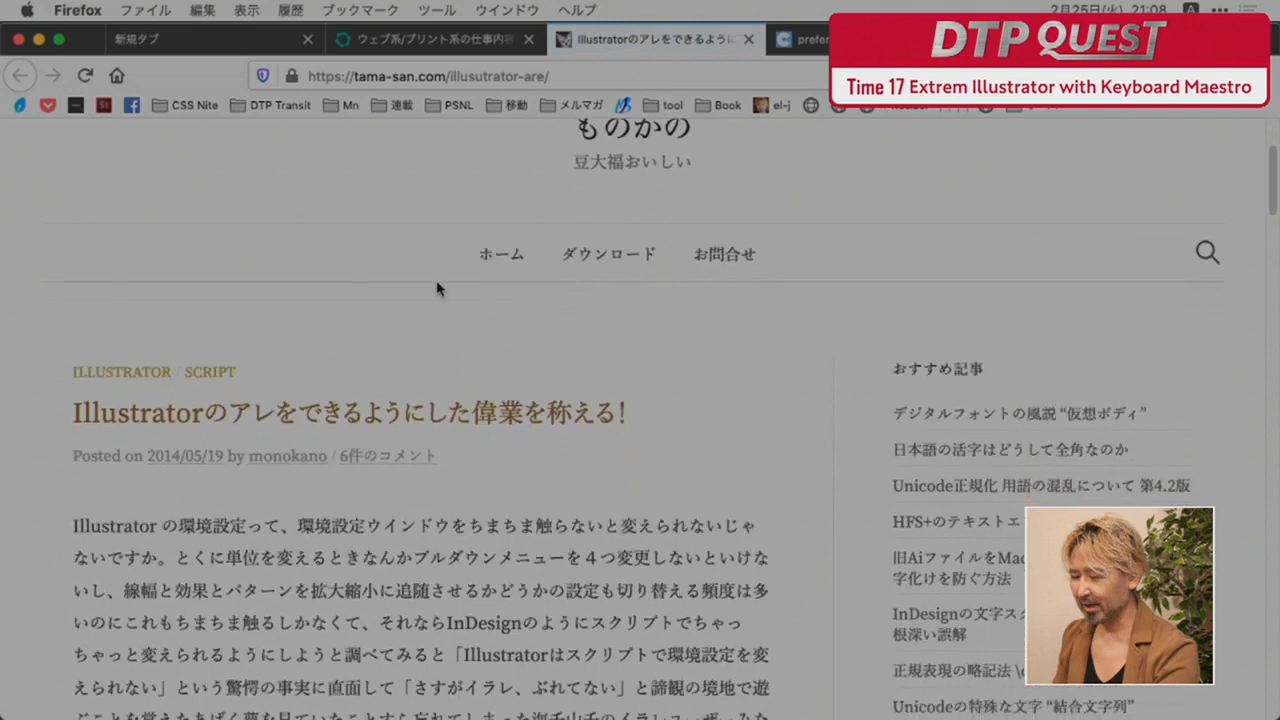 Firefox ファイル 編集 表示 履歴 ブックマーク ツール ウインドウ ヘルプ
2月25日(火) 21:08
DTP QUEST
Time 17 Extrem Illustrator with Keyboard Maestro
新規タブ
ウェブ系/プリント系の仕事内容
Illustratorのアレをできるように
prefer
https://tama-san.com/illusutrator-are/
CSS Nite DTP Transit Mn 連載 PSNL 移動 メルマガ tool Book el-j
ものかの
豆大福おいしい
ホーム ダウンロード お問合せ
ILLUSTRATOR / SCRIPT
Illustratorのアレをできるようにした偉業を称える!
Posted on 2014/05/19 by monokano / 6件のコメント
Illustrator の環境設定って、環境設定ウインドウをちまちま触らないと変えられないじゃ
ないですか。とくに単位を変えるときなんかプルダウンメニューを４つ変更しないといけな
いし、線幅と効果とパターンを拡大縮小に追随させるかどうかの設定も切り替える頻度は多
いのにこれもちまちま触るしかなくて、それならInDesignのようにスクリプトでちゃっ
ちゃっと変えられるようにしようと調べてみると「Illustratorはスクリプトで環境設定を変
えられない」という驚愕の事実に直面して「さすがイラレ、ぶれてない」と諦観の境地で遊
おすすめ記事
デジタルフォントの風説 “仮想ボディ”
日本語の活字はどうして全角なのか
Unicode正規化 用語の混乱について 第4.2版
HFS+のテキストエ
旧AiファイルをMac
字化けを防ぐ方法
InDesignの文字ス
根深い誤解
正規表現の略記法
Unicodeの特殊な文字 “結合文字列”